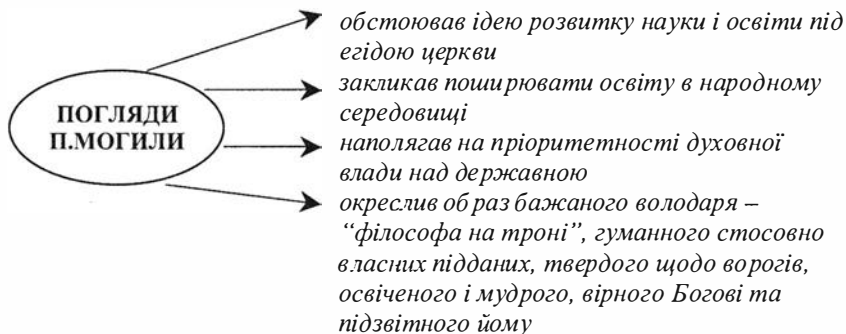 ПОГЛЯДИ
П.МОГИЛИ
обстоював ідею розвитку науки і освіти під
егідою церкви
закликав поширювати освіту в народному
середовищі
наполягав на пріоритетності духовної
влади над державною
окреслив образ бажаного володаря –
“філософа на троні”, гуманного стосовно
власних підданих, твердого щодо ворогів,
освіченого і мудрого, вірного Богові та
підзвітного йому